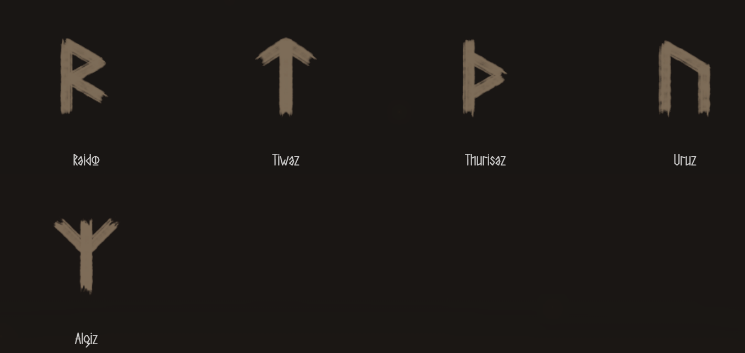 ᚱ ᛏ ᚦ ᚢ
Raido Tiwaz Thurisaz Uruz
ᛉ
Algiz